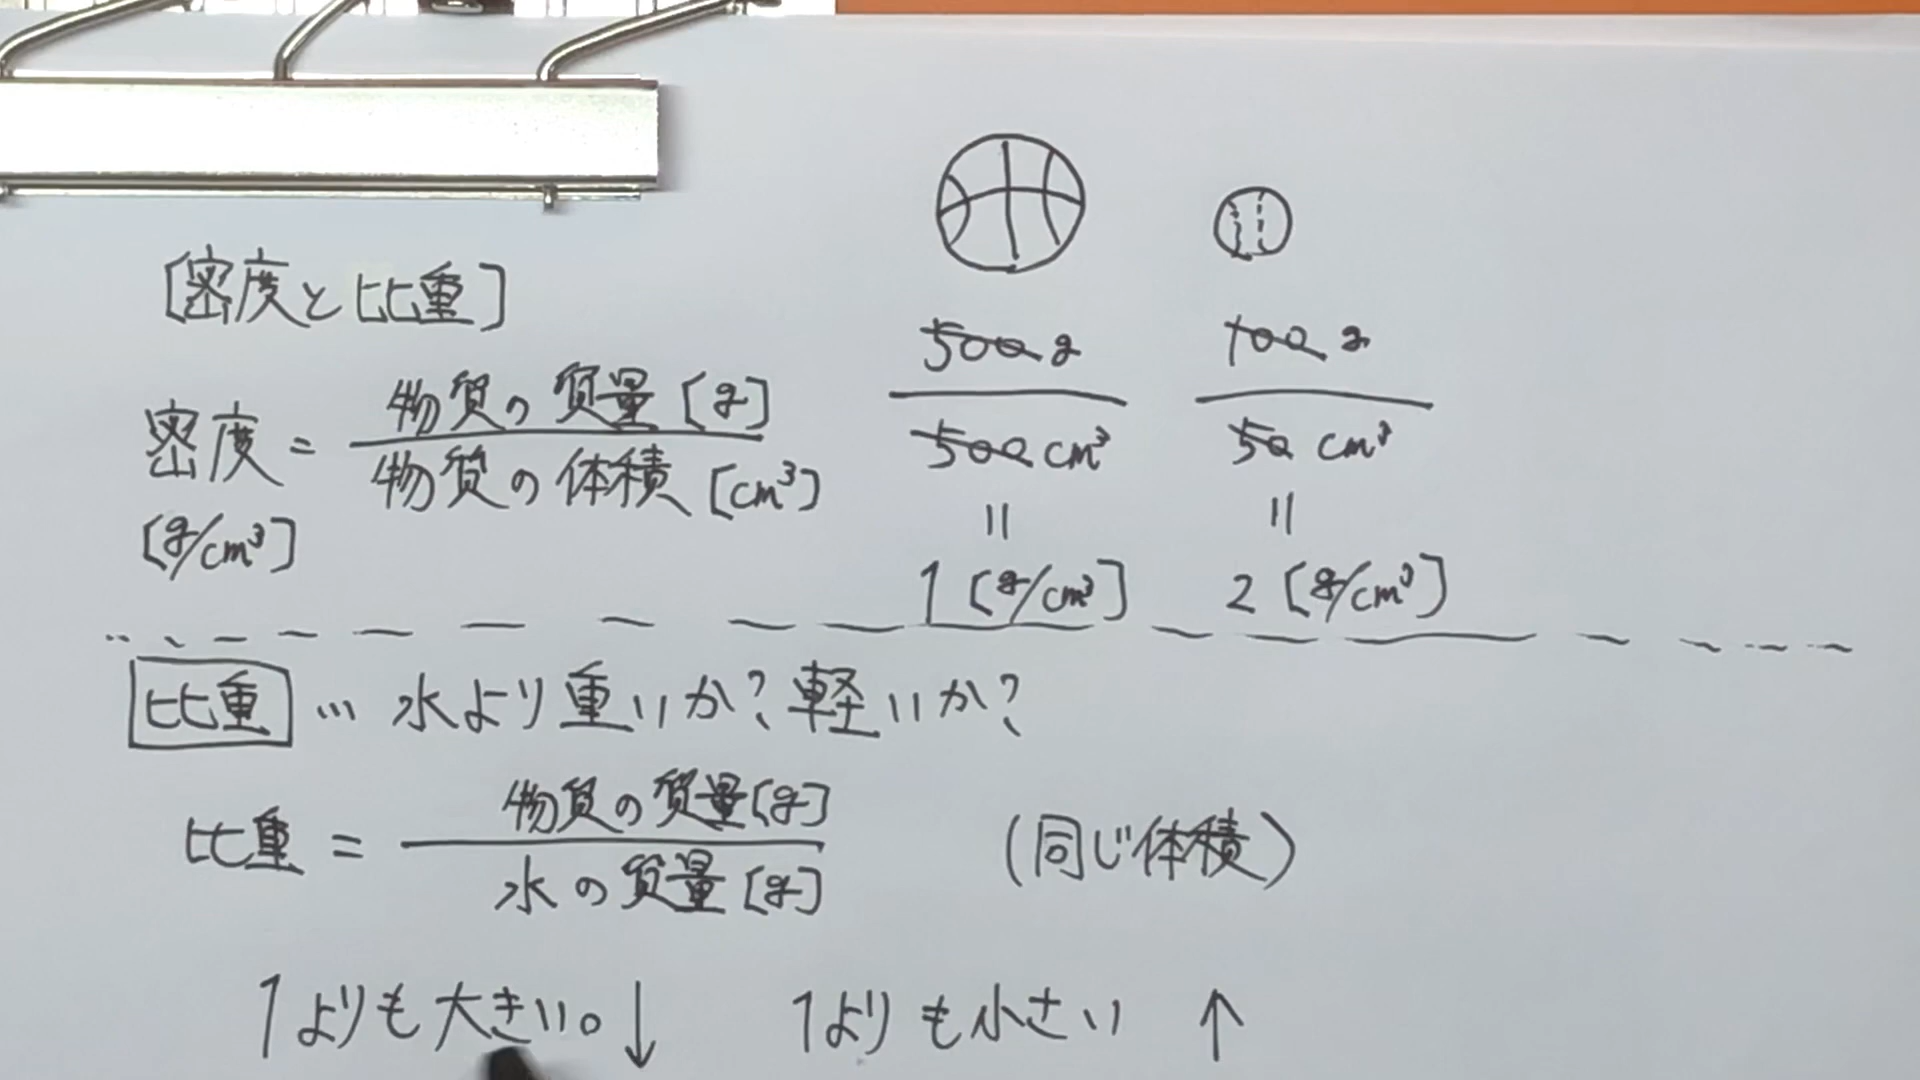 [密度と比重]
密度 = 物質の質量[g]
物質の体積[cm³]
[g/cm³]
500g
500cm³
=
1 [g/cm³]
100g
50cm³
=
2 [g/cm³]
比重 … 水より重いか?軽いか?
比重 = 物質の質量[g]
水の質量[g]
(同じ体積)
1よりも大きい。↓ 1よりも小さい ↑